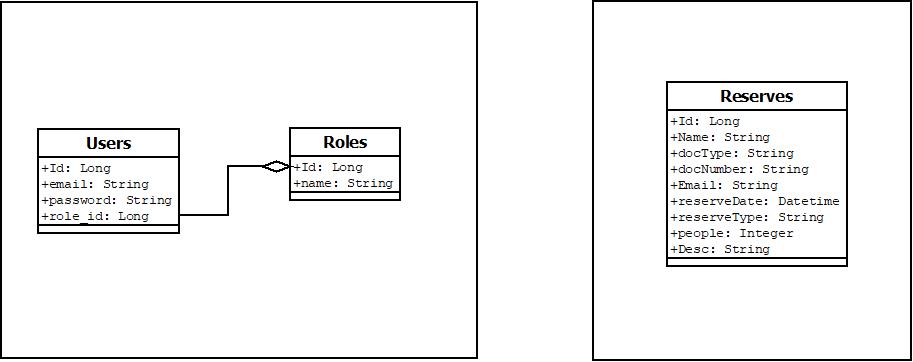 Users
+Id: Long
+email: String
+password: String
+role_id: Long
Roles
+Id: Long
+name: String
Reserves
+Id: Long
+Name: String
+docType: String
+docNumber: String
+Email: String
+reserveDate: Datetime
+reserveType: String
+people: Integer
+Desc: String